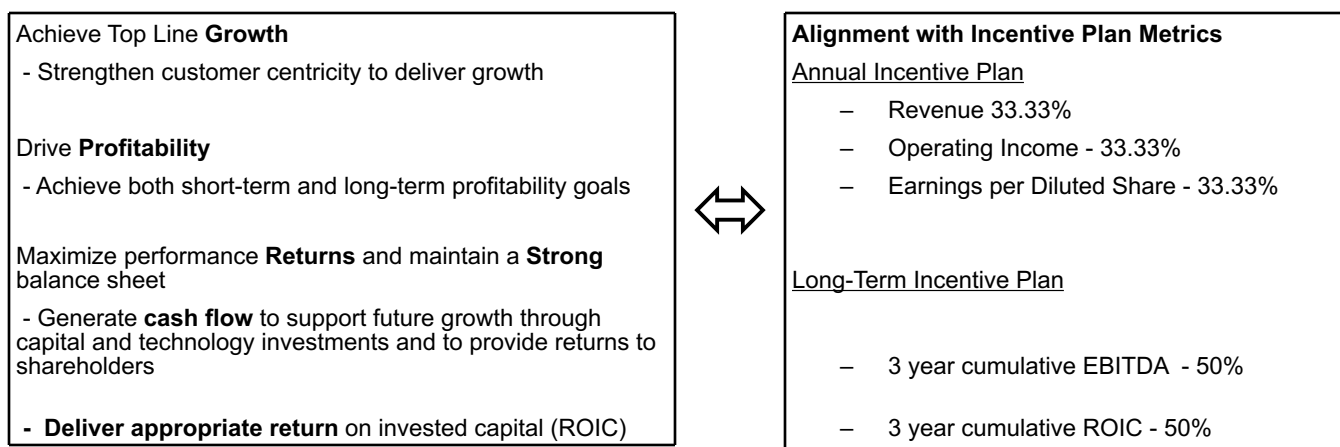 Achieve Top Line Growth
- Strengthen customer centricity to deliver growth
Drive Profitability
- Achieve both short-term and long-term profitability goals
Maximize performance Returns and maintain a Strong
balance sheet
- Generate cash flow to support future growth through
capital and technology investments and to provide returns to
shareholders
- Deliver appropriate return on invested capital (ROIC)
Alignment with Incentive Plan Metrics
Annual Incentive Plan
– Revenue 33.33%
– Operating Income - 33.33%
– Earnings per Diluted Share - 33.33%
Long-Term Incentive Plan
– 3 year cumulative EBITDA - 50%
– 3 year cumulative ROIC - 50%